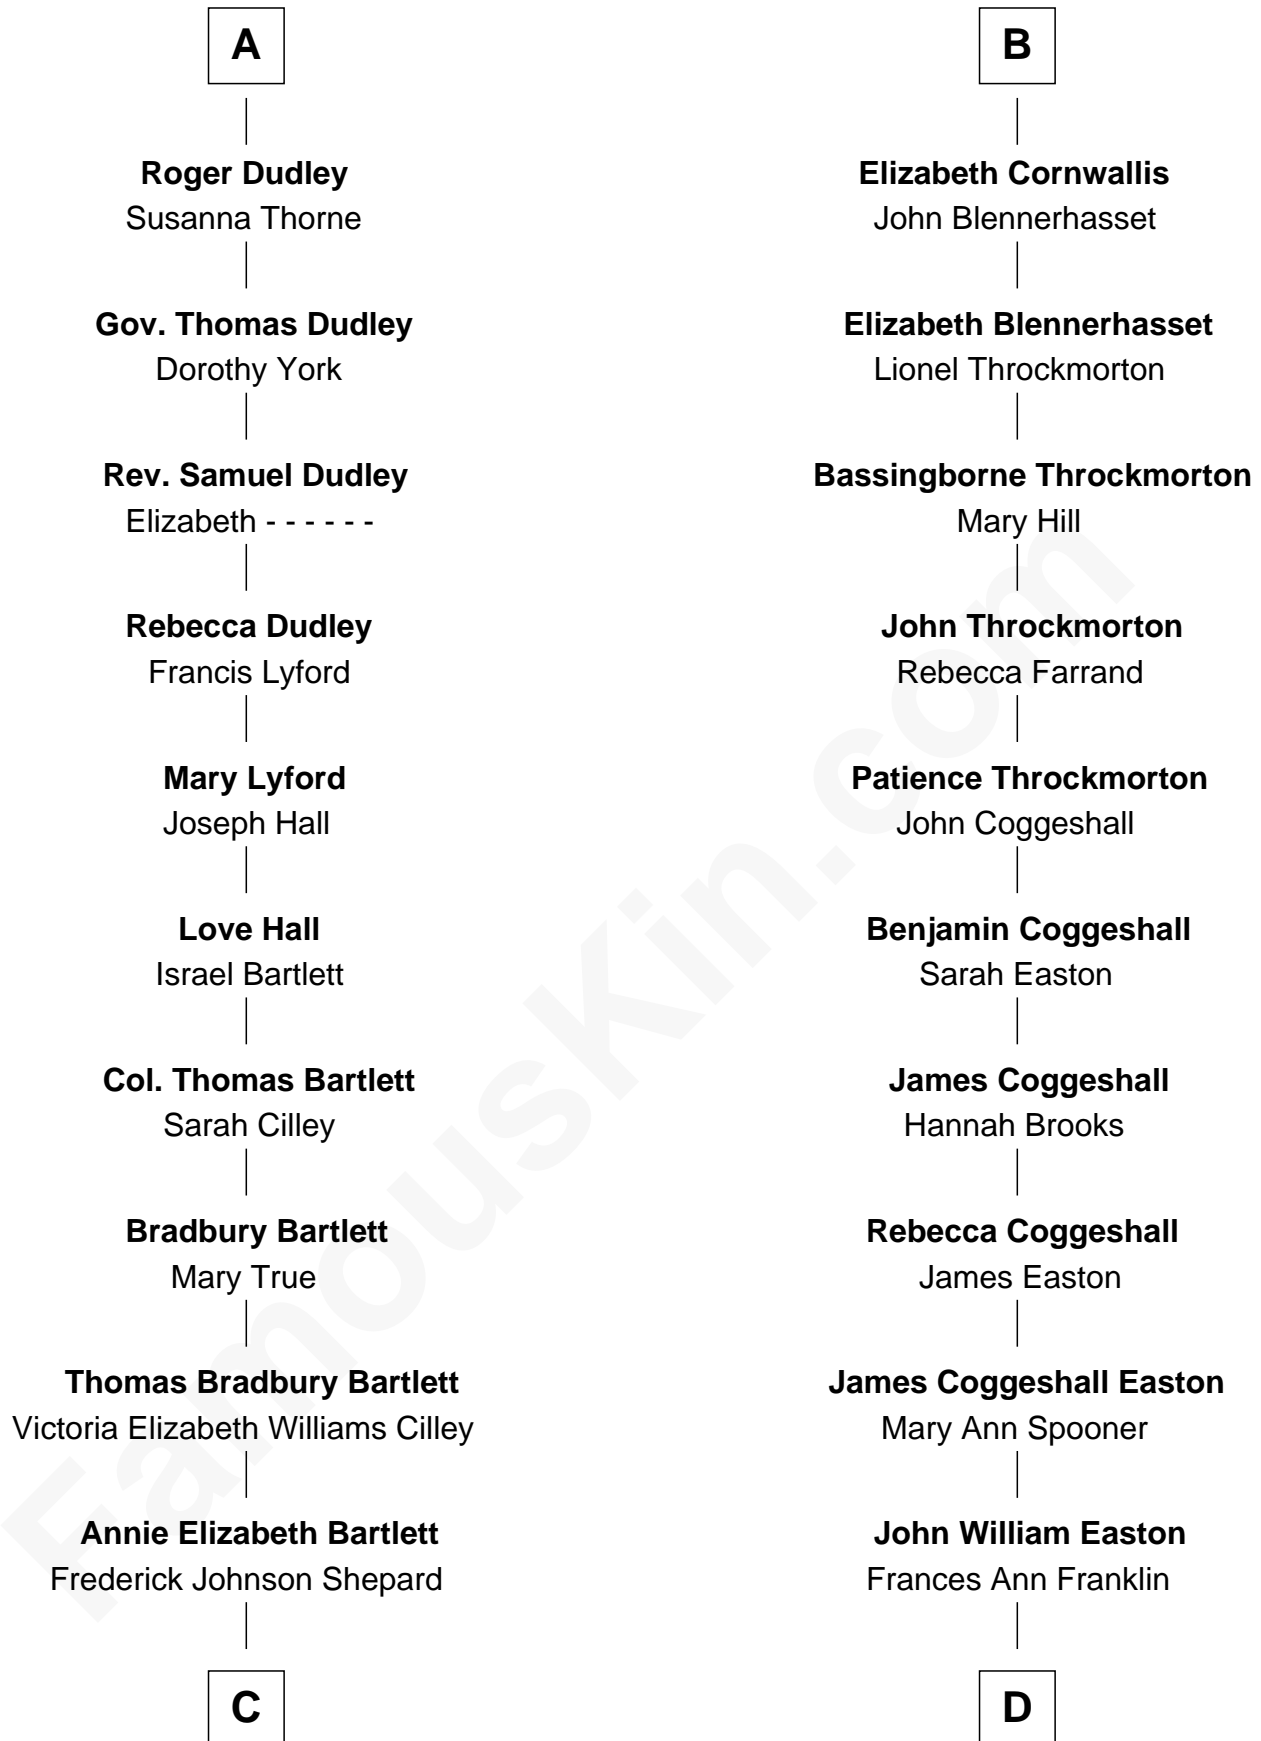 A
Roger Dudley
Susanna Thorne
Gov. Thomas Dudley
Dorothy York
Rev. Samuel Dudley
Elizabeth - - - - - -
Rebecca Dudley
Francis Lyford
Mary Lyford
Joseph Hall
Love Hall
Israel Bartlett
Col. Thomas Bartlett
Sarah Cilley
Bradbury Bartlett
Mary True
Thomas Bradbury Bartlett
Victoria Elizabeth Williams Cilley
Annie Elizabeth Bartlett
Frederick Johnson Shepard
C
B
Elizabeth Cornwallis
John Blennerhasset
Elizabeth Blennerhasset
Lionel Throckmorton
Bassingborne Throckmorton
Mary Hill
John Throckmorton
Rebecca Farrand
Patience Throckmorton
John Coggeshall
Benjamin Coggeshall
Sarah Easton
James Coggeshall
Hannah Brooks
Rebecca Coggeshall
James Easton
James Coggeshall Easton
Mary Ann Spooner
John William Easton
Frances Ann Franklin
D
FamousKin.com